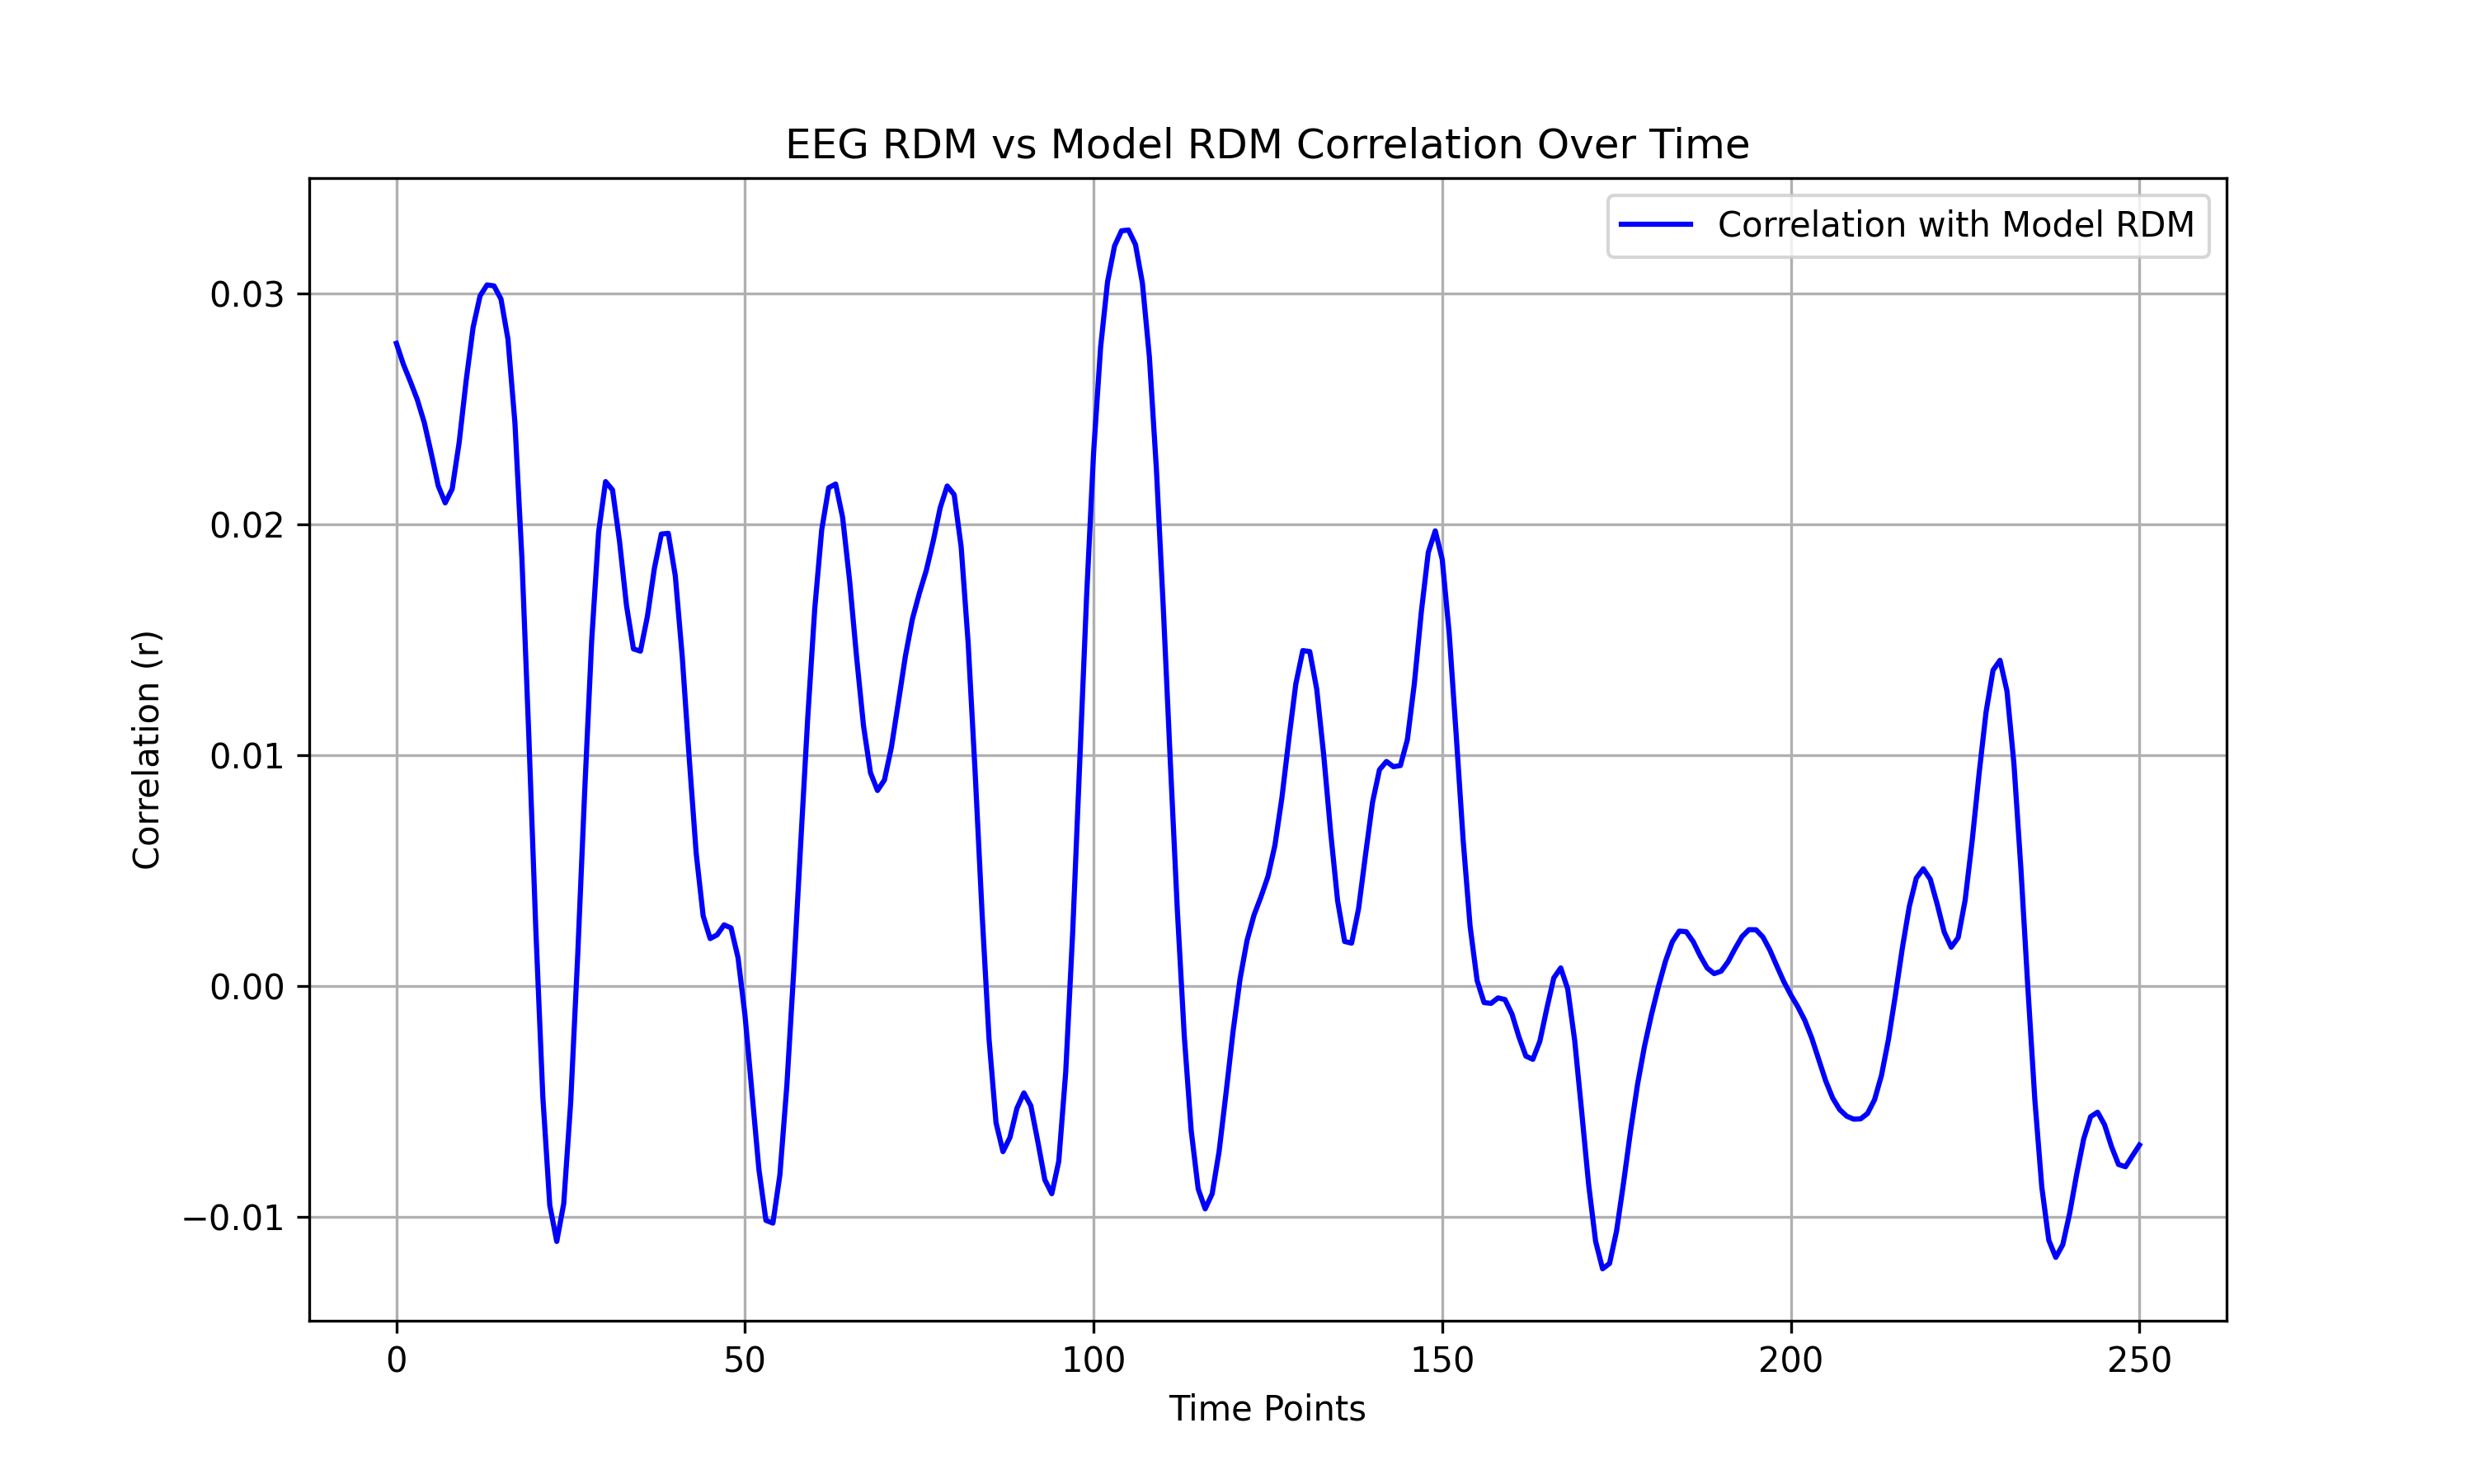 EEG RDM vs Model RDM Correlation Over Time
Correlation with Model RDM
Correlation (r)
0.03
0.02
0.01
0.00
−0.01
0 50 100 150 200 250
Time Points